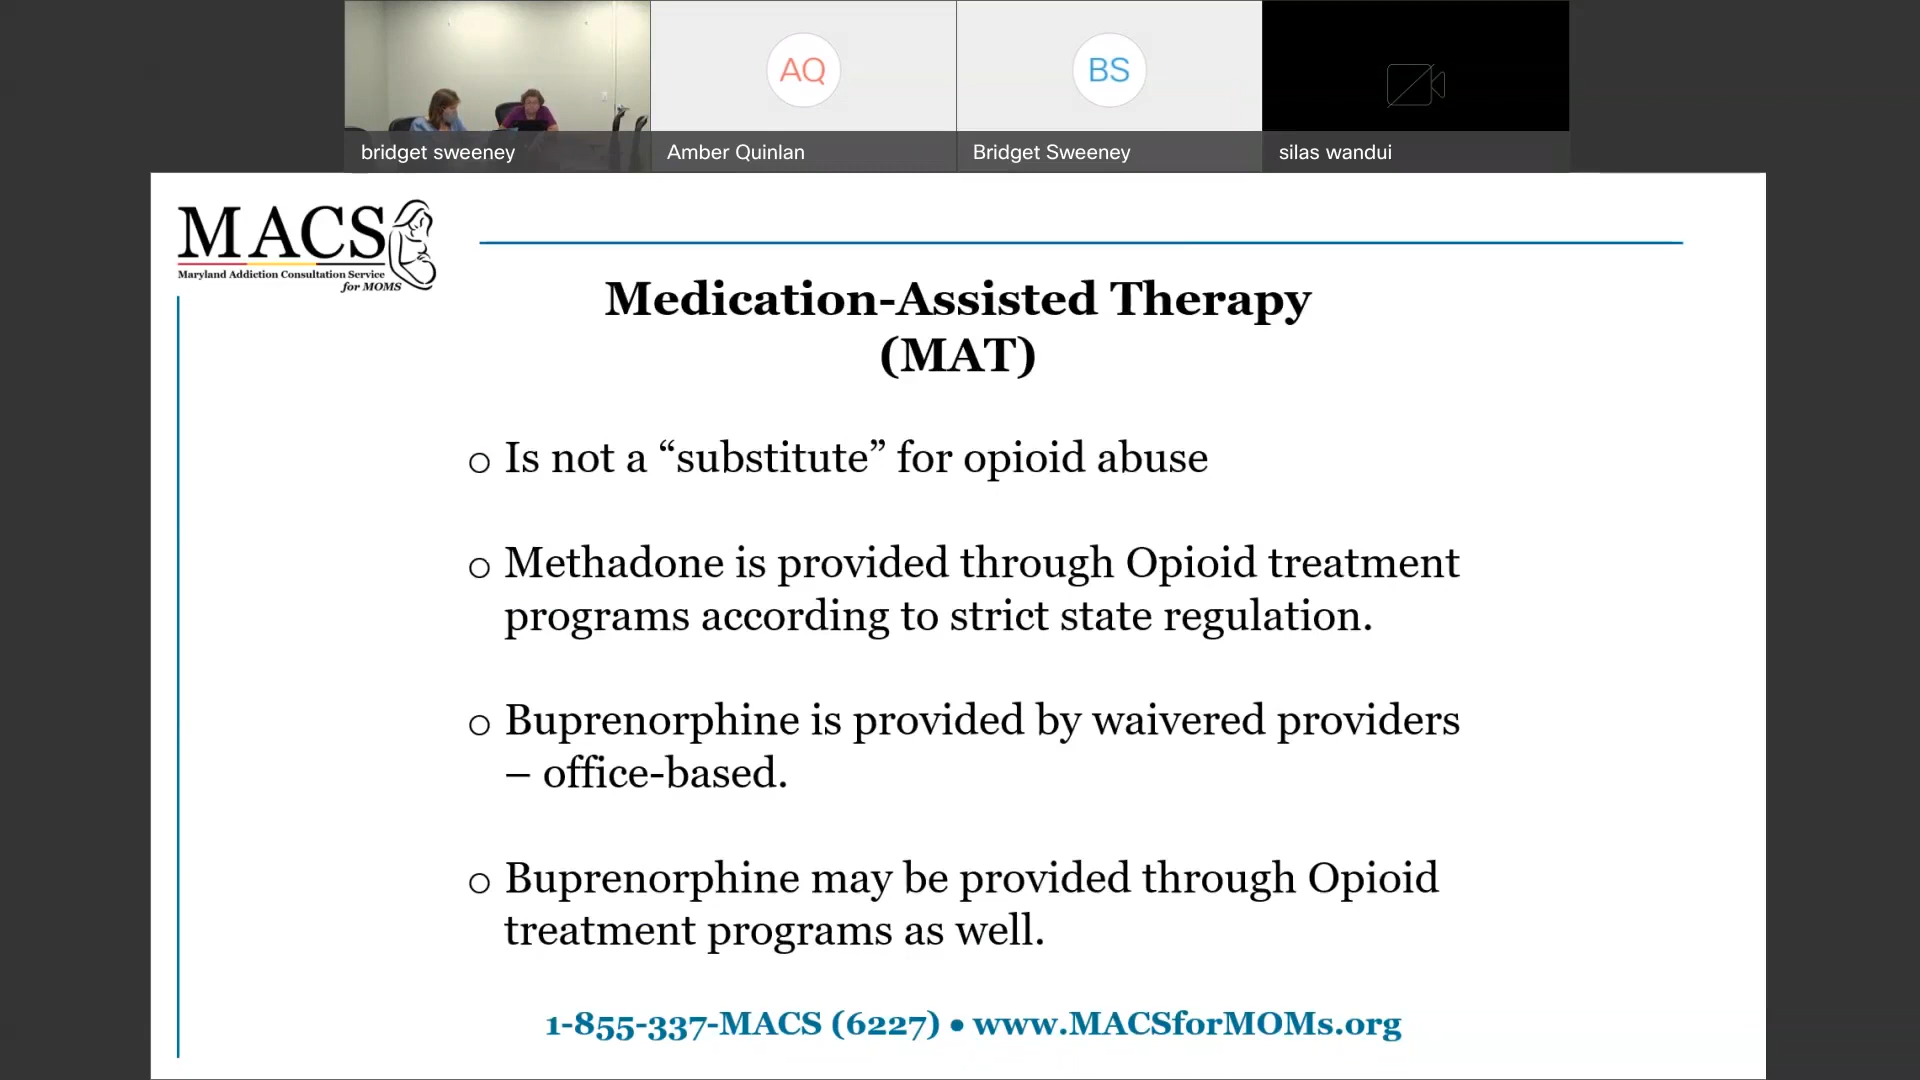 AQ
BS
bridget sweeney
Amber Quinlan
Bridget Sweeney
silas wandui
MACS
Maryland Addiction Consultation Service
for MOMS
Medication-Assisted Therapy
(MAT)
o Is not a “substitute” for opioid abuse
o Methadone is provided through Opioid treatment
programs according to strict state regulation.
o Buprenorphine is provided by waivered providers
– office-based.
o Buprenorphine may be provided through Opioid
treatment programs as well.
1-855-337-MACS (6227) • www.MACSforMOMs.org